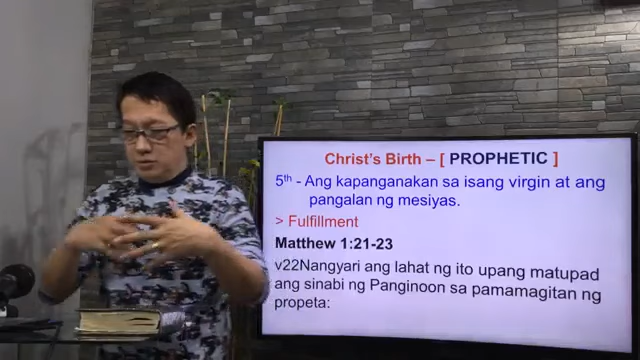 Christ's Birth – [ PROPHETIC ]
5th - Ang kapanganakan sa isang virgin at ang
pangalan ng mesiyas.
> Fulfillment
Matthew 1:21-23
v22Nangyari ang lahat ng ito upang matupad
ang sinabi ng Panginoon sa pamamagitan ng
propeta: